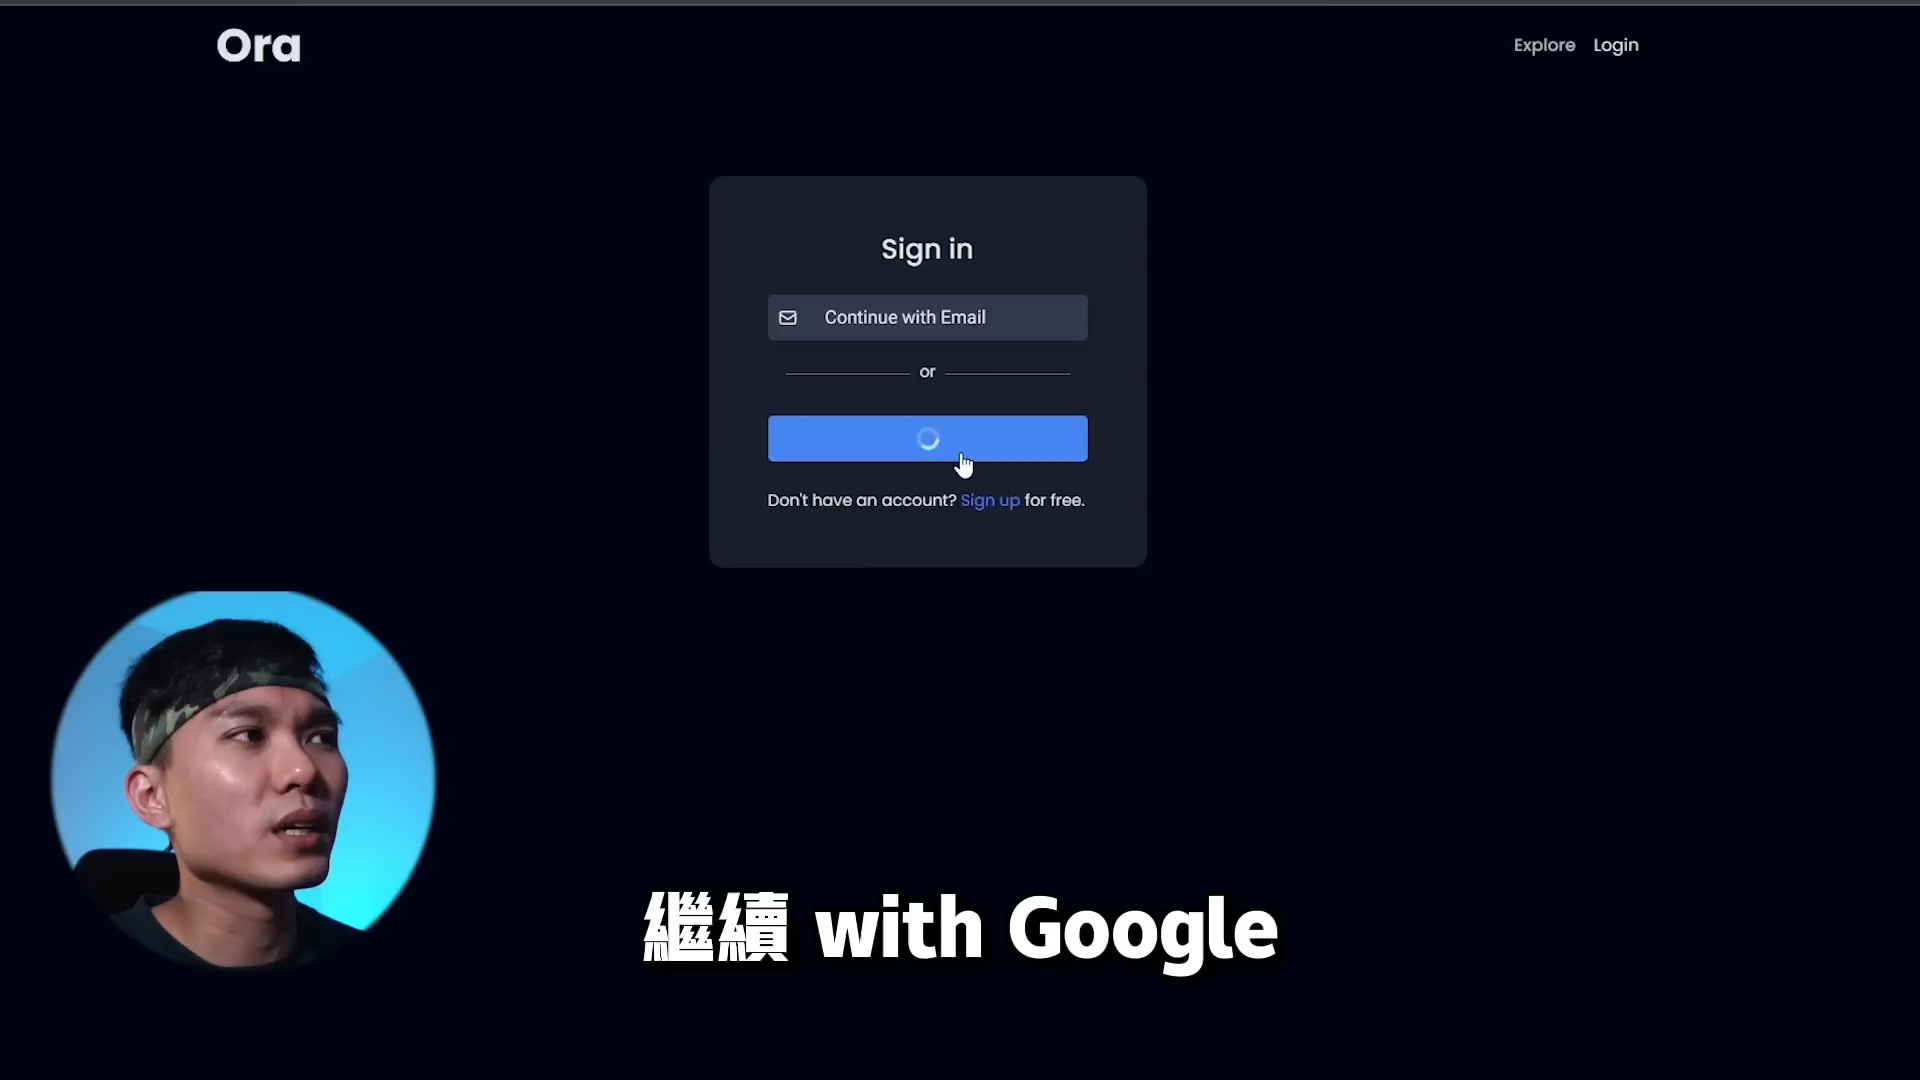 Ora
Explore Login
Sign in
Continue with Email
or
Don't have an account? Sign up for free.
繼續 with Google